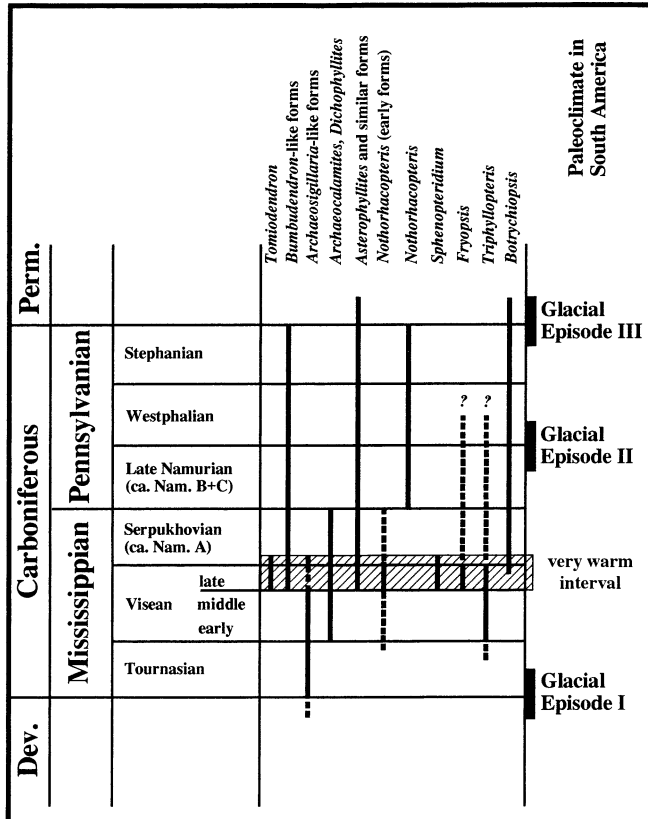 Tomiodendron
Bumbudendron-like forms
Archaeosigillaria-like forms
Archaeocalamites, Dichophyllites
Asterophyllites and similar forms
Nothorhacopteris (early forms)
Nothorhacopteris
Sphenopteridium
Fryopsis
Triphyllopteris
Botrychiopsis
Paleoclimate in
South America
Perm.
Carboniferous
Dev.
Pennsylvanian
Mississippian
Stephanian
Westphalian
Late Namurian
(ca. Nam. B+C)
Serpukhovian
(ca. Nam. A)
Visean
late
middle
early
Tournasian
? ?
Glacial
Episode III
Glacial
Episode II
very warm
interval
Glacial
Episode I